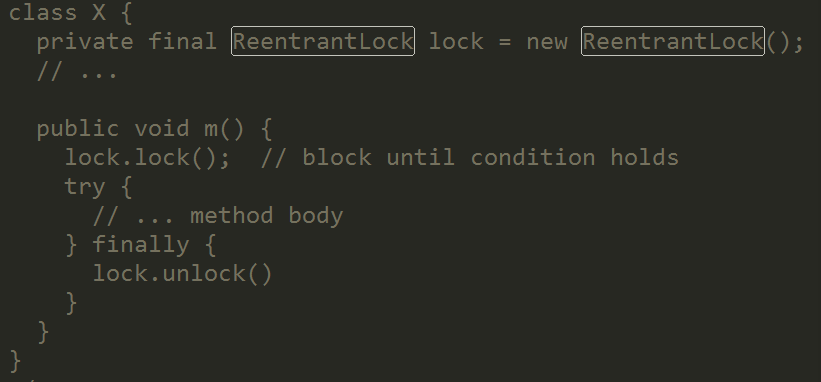 class X {
  private final ReentrantLock lock = new ReentrantLock();
  // ...

  public void m() {
    lock.lock();  // block until condition holds
    try {
      // ... method body
    } finally {
      lock.unlock()
    }
  }
}